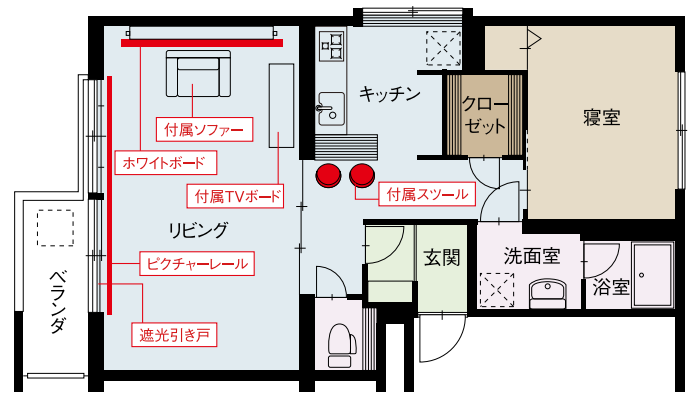 キッチン
クロー
ゼット
寝室
付属ソファー
ホワイトボード
付属TVボード
付属スツール
リビング
ピクチャーレール
玄関
洗面室
浴室
ベランダ
遮光引き戸